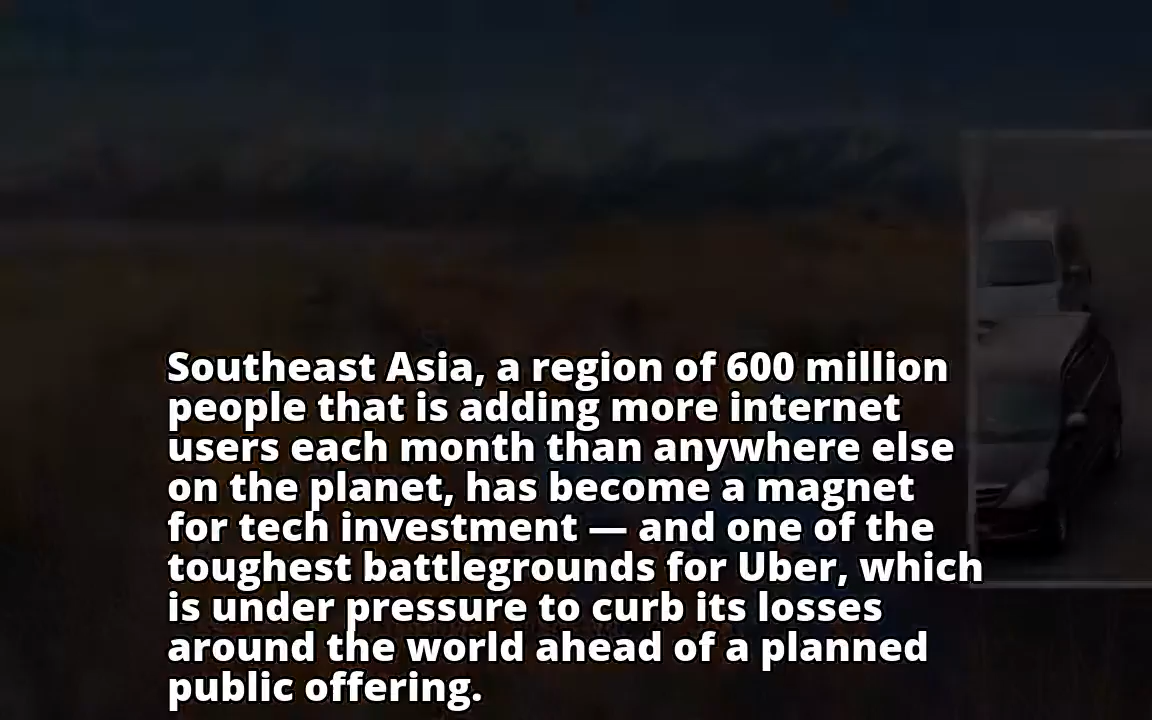 Southeast Asia, a region of 600 million
people that is adding more internet
users each month than anywhere else
on the planet, has become a magnet
for tech investment — and one of the
toughest battlegrounds for Uber, which
is under pressure to curb its losses
around the world ahead of a planned
public offering.